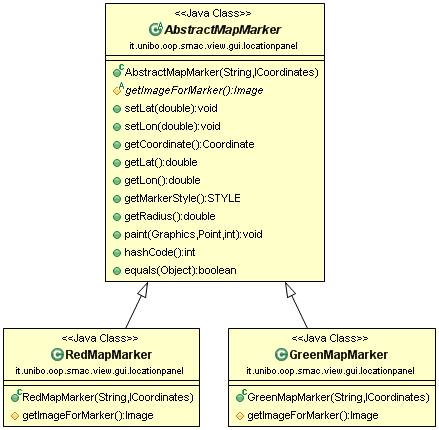 <<Java Class>>
AbstractMapMarker
it.unibo.oop.smac.view.gui.locationpanel
AbstractMapMarker(String,ICoordinates)
getImageForMarker():Image
setLat(double):void
setLon(double):void
getCoordinate():Coordinate
getLat():double
getLon():double
getMarkerStyle():STYLE
getRadius():double
paint(Graphics,Point,int):void
hashCode():int
equals(Object):boolean
<<Java Class>>
RedMapMarker
it.unibo.oop.smac.view.gui.locationpanel
RedMapMarker(String,ICoordinates)
getImageForMarker():Image
<<Java Class>>
GreenMapMarker
it.unibo.oop.smac.view.gui.locationpanel
GreenMapMarker(String,ICoordinates)
getImageForMarker():Image